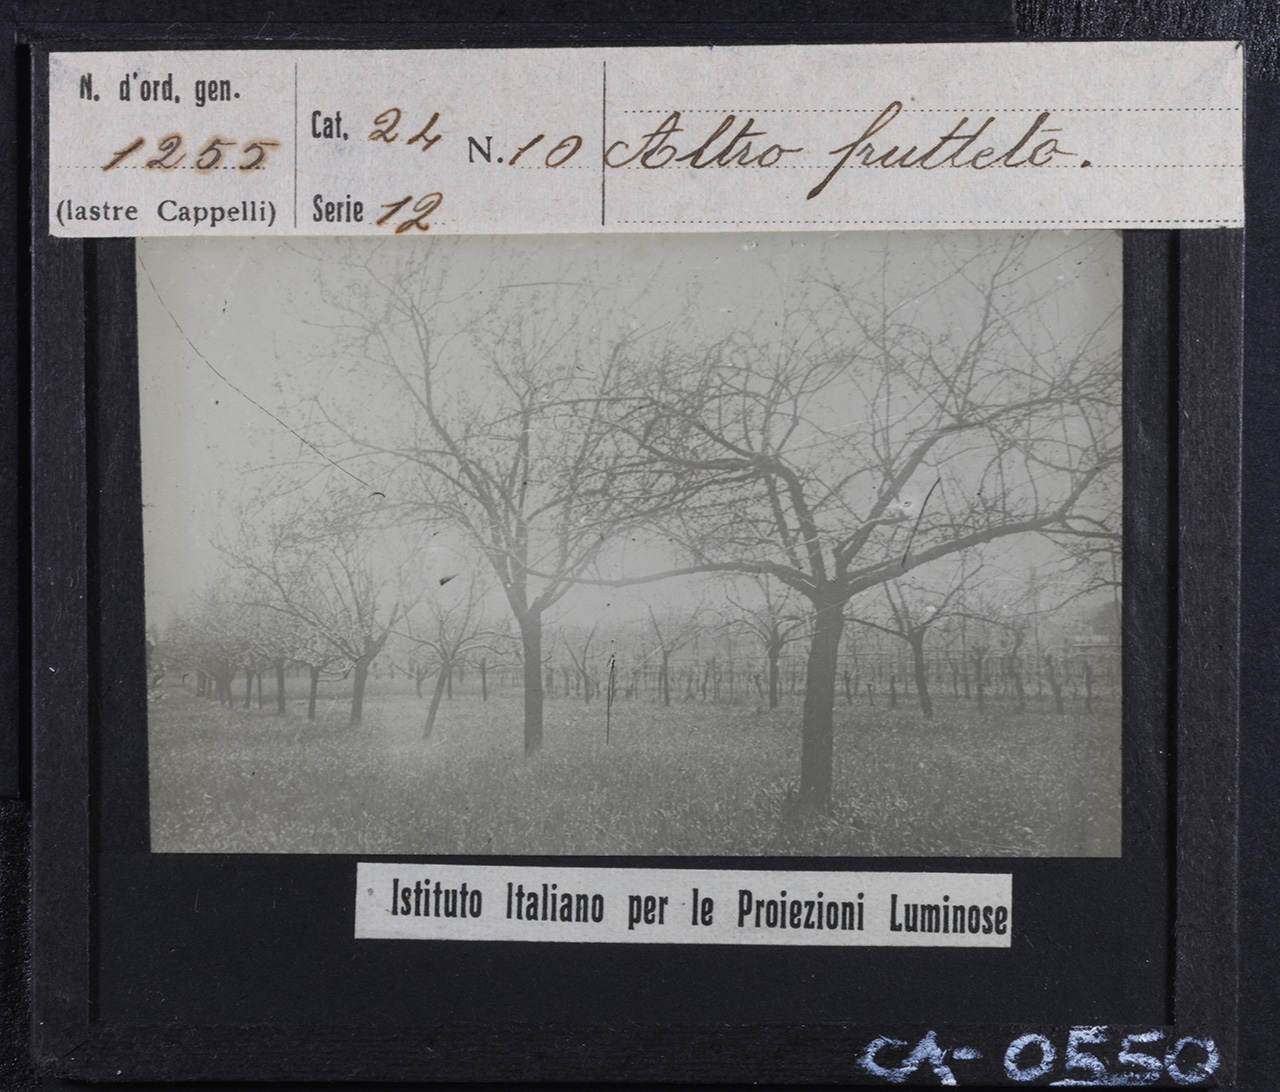 N. d'ord. gen.
1255
(lastre Cappelli)
Cat. 24
Serie 12
N. 10
Altro frutteto.
Istituto Italiano per le Proiezioni Luminose
CA-0550